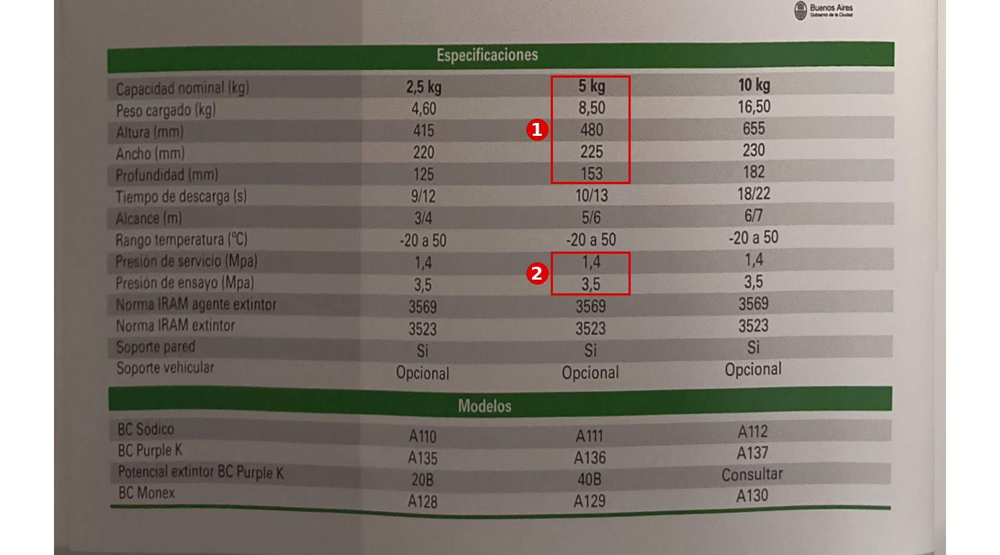 Buenos Aires
Gobierno de la Ciudad
Especificaciones
Capacidad nominal (kg) 2,5 kg 5 kg 10 kg
Peso cargado (kg) 4,60 8,50 16,50
1
Altura (mm) 415 480 655
Ancho (mm) 220 225 230
Profundidad (mm) 125 153 182
Tiempo de descarga (s) 9/12 10/13 18/22
Alcance (m) 3/4 5/6 6/7
Rango temperatura (ºC) -20 a 50 -20 a 50 -20 a 50
Presión de servicio (Mpa) 1,4 1,4 1,4
2
Presión de ensayo (Mpa) 3,5 3,5 3,5
Norma IRAM agente extintor 3569 3569 3569
Norma IRAM extintor 3523 3523 3523
Soporte pared Si Si Si
Soporte vehicular Opcional Opcional Opcional
Modelos
BC Sódico A110 A111 A112
BC Purple K A135 A136 A137
Potencial extintor BC Purple K 20B 40B Consultar
BC Monex A128 A129 A130